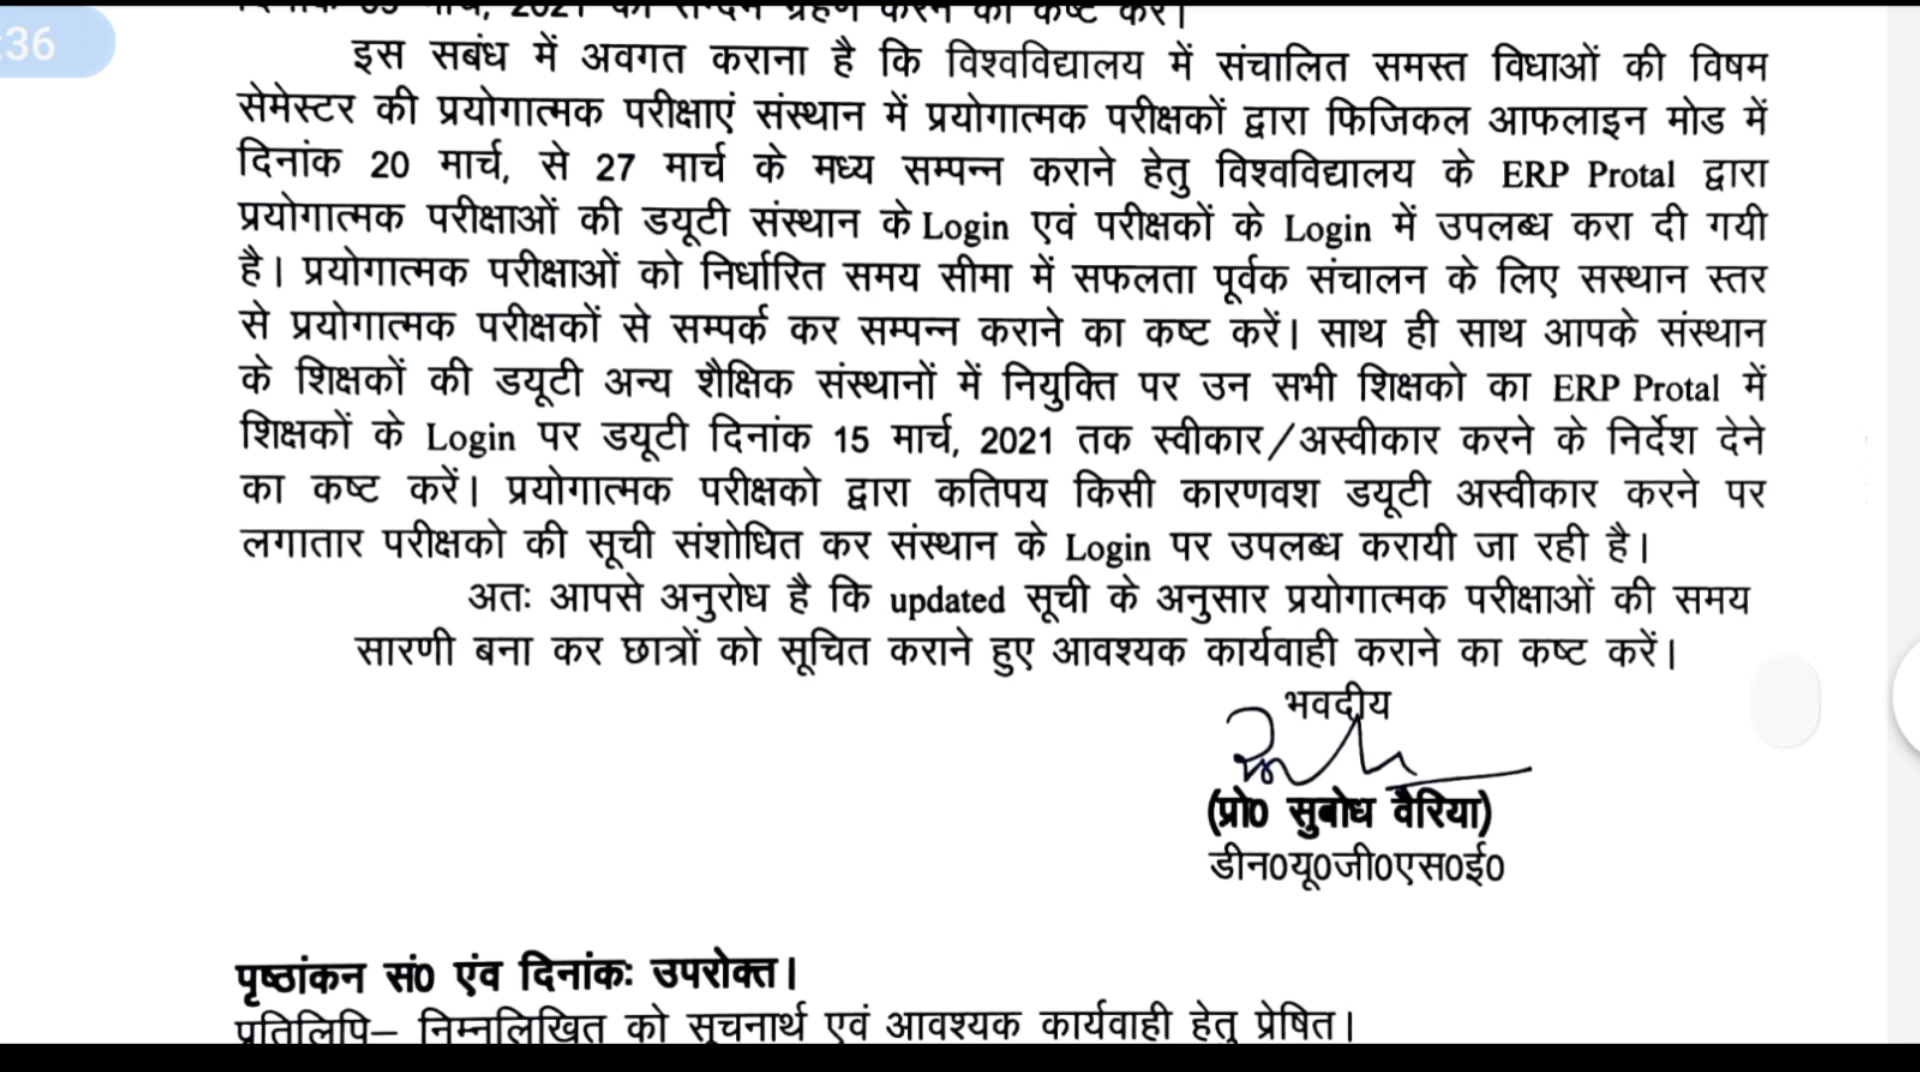 :36
दिनांक 2021 ग्रहण करने का कष्ट करें।
इस सबंध में अवगत कराना है कि विश्वविद्यालय में संचालित समस्त विधाओं की विषम
सेमेस्टर की प्रयोगात्मक परीक्षाएं संस्थान में प्रयोगात्मक परीक्षकों द्वारा फिजिकल आफलाइन मोड में
दिनांक 20 मार्च, से 27 मार्च के मध्य सम्पन्न कराने हेतु विश्वविद्यालय के ERP Protal द्वारा
प्रयोगात्मक परीक्षाओं की डयूटी संस्थान के Login एवं परीक्षकों के Login में उपलब्ध करा दी गयी
है। प्रयोगात्मक परीक्षाओं को निर्धारित समय सीमा में सफलता पूर्वक संचालन के लिए सस्थान स्तर
से प्रयोगात्मक परीक्षकों से सम्पर्क कर सम्पन्न कराने का कष्ट करें। साथ ही साथ आपके संस्थान
के शिक्षकों की डयूटी अन्य शैक्षिक संस्थानों में नियुक्ति पर उन सभी शिक्षको का ERP Protal में
शिक्षकों के Login पर डयूटी दिनांक 15 मार्च, 2021 तक स्वीकार/अस्वीकार करने के निर्देश देने
का कष्ट करें। प्रयोगात्मक परीक्षको द्वारा कतिपय किसी कारणवश डयूटी अस्वीकार करने पर
लगातार परीक्षको की सूची संशोधित कर संस्थान के Login पर उपलब्ध करायी जा रही है।
अतः आपसे अनुरोध है कि updated सूची के अनुसार प्रयोगात्मक परीक्षाओं की समय
सारणी बना कर छात्रों को सूचित कराने हुए आवश्यक कार्यवाही कराने का कष्ट करें।
भवदीय
(प्रो0 सुबोध वैरिया)
डीन0यू0जी0एस0ई0
पृष्ठांकन सं0 एंव दिनांकः उपरोक्त।
प्रतिलिपि– निम्नलिखित को सूचनार्थ एवं आवश्यक कार्यवाही हेतु प्रेषित।